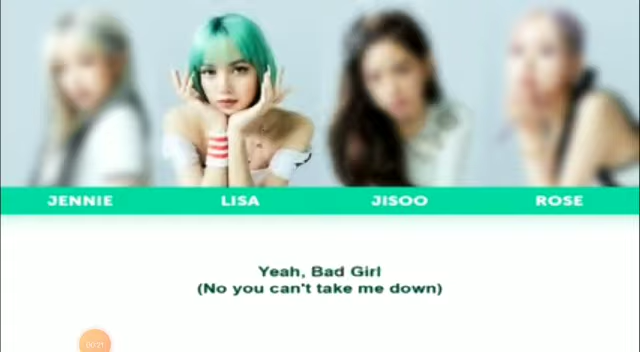 JENNIE LISA JISOO ROSE
Yeah, Bad Girl
(No you can't take me down)